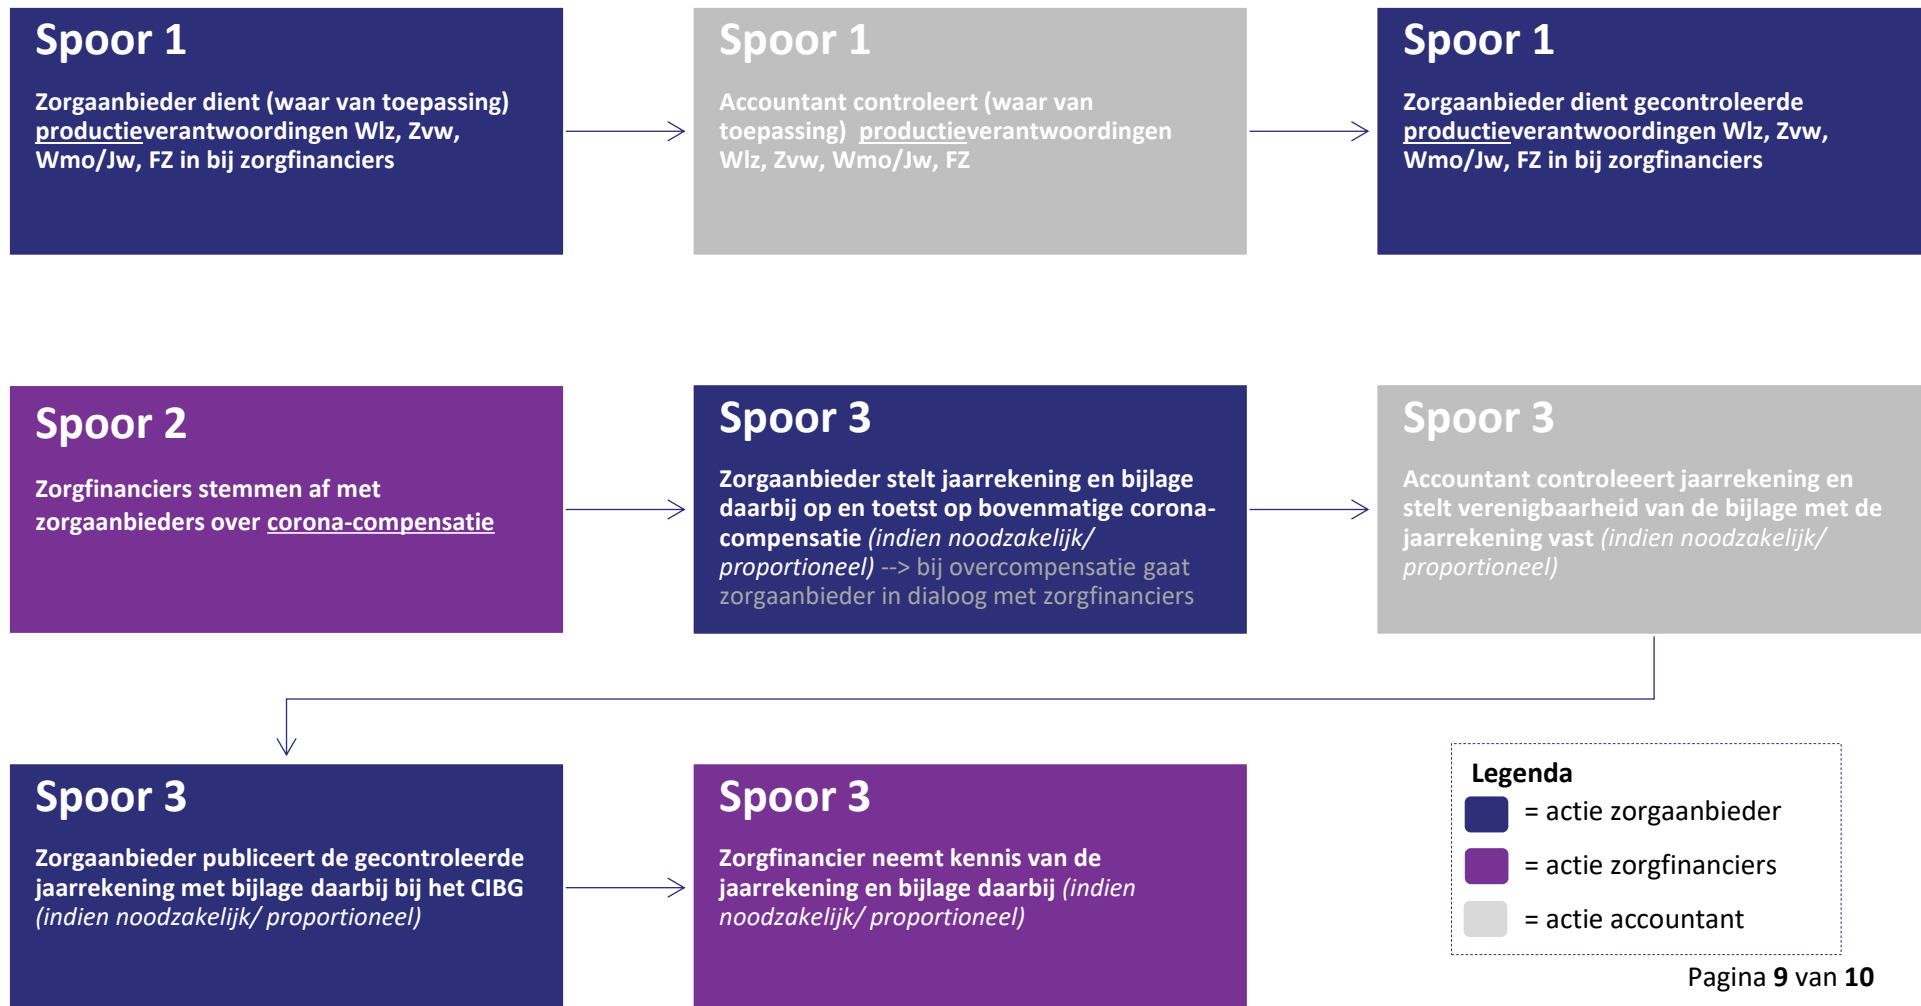 Spoor 1
Zorgaanbieder dient (waar van toepassing)
productieverantwoordingen Wlz, Zvw,
Wmo/Jw, FZ in bij zorgfinanciers
Spoor 1
Accountant controleert (waar van
toepassing) productieverantwoordingen
Wlz, Zvw, Wmo/Jw, FZ
Spoor 1
Zorgaanbieder dient gecontroleerde
productieverantwoordingen Wlz, Zvw,
Wmo/Jw, FZ in bij zorgfinanciers
Spoor 2
Zorgfinanciers stemmen af met
zorgaanbieders over corona-compensatie
Spoor 3
Zorgaanbieder stelt jaarrekening en bijlage
daarbij op en toetst op bovenmatige corona-
compensatie (indien noodzakelijk/
proportioneel) --> bij overcompensatie gaat
zorgaanbieder in dialoog met zorgfinanciers
Spoor 3
Accountant controleeert jaarrekening en
stelt verenigbaarheid van de bijlage met de
jaarrekening vast (indien noodzakelijk/
proportioneel)
Spoor 3
Zorgaanbieder publiceert de gecontroleerde
jaarrekening met bijlage daarbij bij het CIBG
(indien noodzakelijk/ proportioneel)
Spoor 3
Zorgfinancier neemt kennis van de
jaarrekening en bijlage daarbij (indien
noodzakelijk/ proportioneel)
Legenda
= actie zorgaanbieder
= actie zorgfinanciers
= actie accountant
Pagina 9 van 10